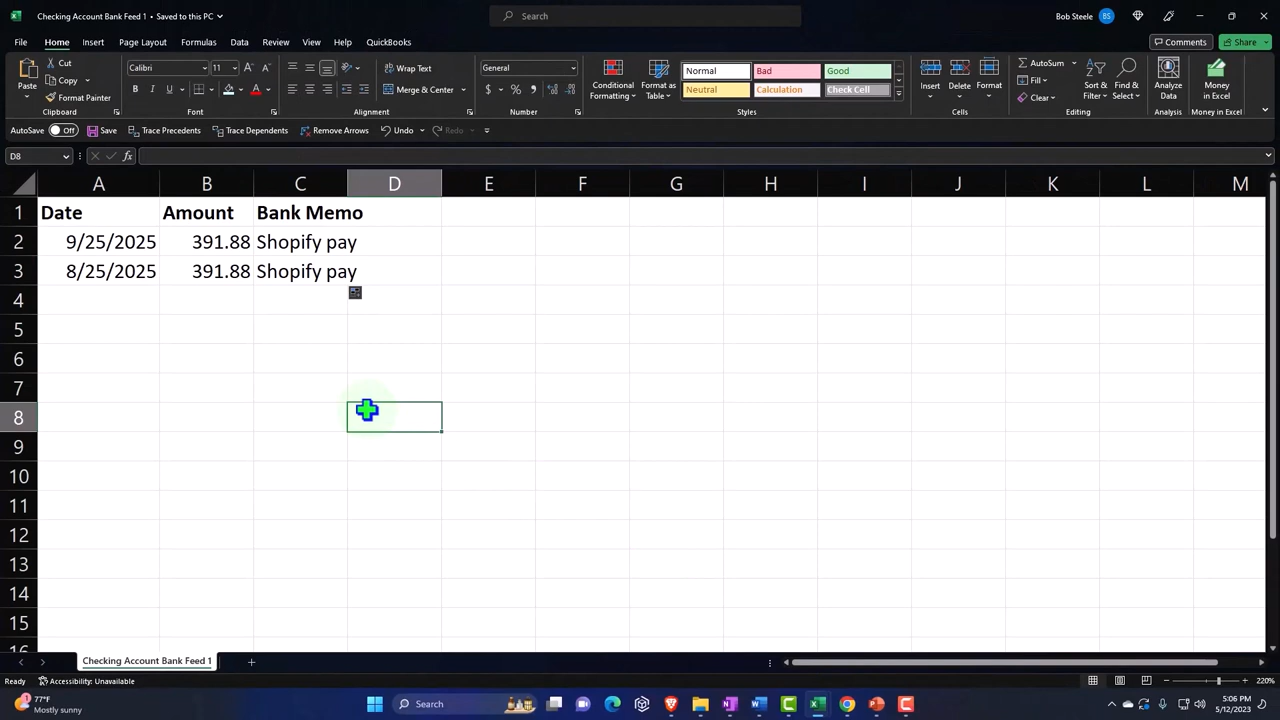 Checking Account Bank Feed 1 • Saved to this PC
Search
Bob Steele
BS
File
Home
Insert
Page Layout
Formulas
Data
Review
View
Help
QuickBooks
Comments
Share
Paste
Cut
Copy
Format Painter
Clipboard
Calibri
11
B
I
U
Font
Wrap Text
Merge & Center
Alignment
General
$
%
Number
Conditional Formatting
Format as Table
Normal
Bad
Good
Neutral
Calculation
Check Cell
Styles
Insert
Delete
Format
Cells
AutoSum
Fill
Clear
Sort & Filter
Find & Select
Editing
Analyze Data
Analysis
Money in Excel
Money in Excel
AutoSave
Off
Save
Trace Precedents
Trace Dependents
Remove Arrows
Undo
Redo
D8
fx
A B C D E F G H I J K L M
1 Date Amount Bank Memo
2 9/25/2025 391.88 Shopify pay
3 8/25/2025 391.88 Shopify pay
4
5
6
7
8
9
10
11
12
13
14
15
16
Checking Account Bank Feed 1
Ready
Accessibility: Unavailable
220%
1
77°F
Mostly sunny
Search
5:06 PM
5/12/2023